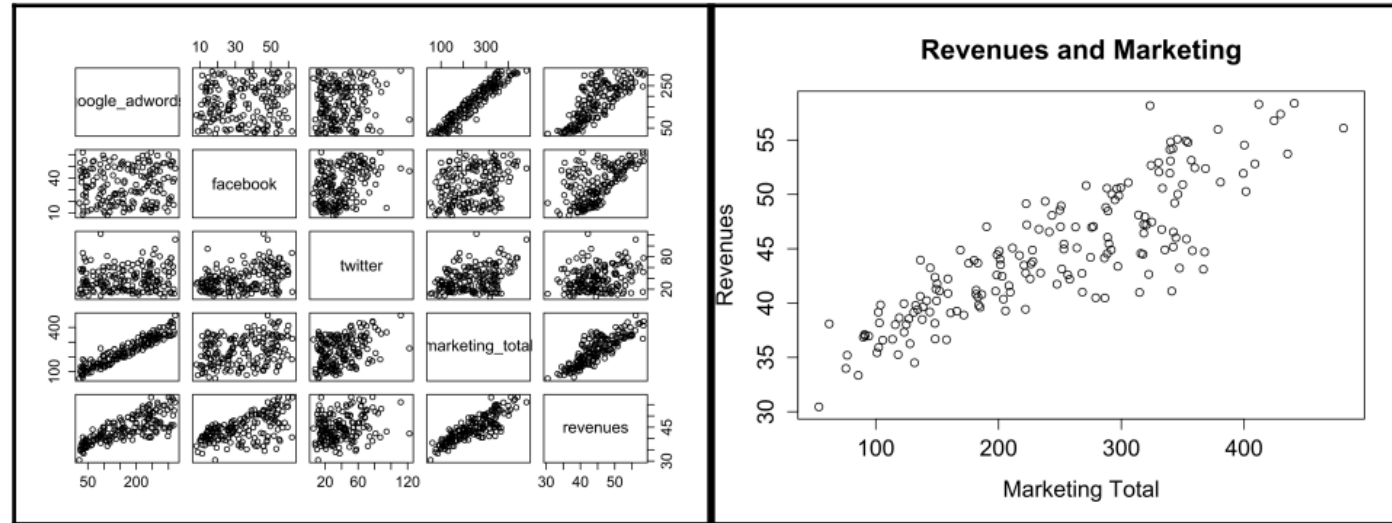 10 30 50
100 300
oogle_adwords
50
250
facebook
10
40
twitter
20
80
marketing_total
100
400
revenues
30
45
50 200
20 60 120
30 40 50
Revenues and Marketing
Revenues
30
35
40
45
50
55
100 200 300 400
Marketing Total